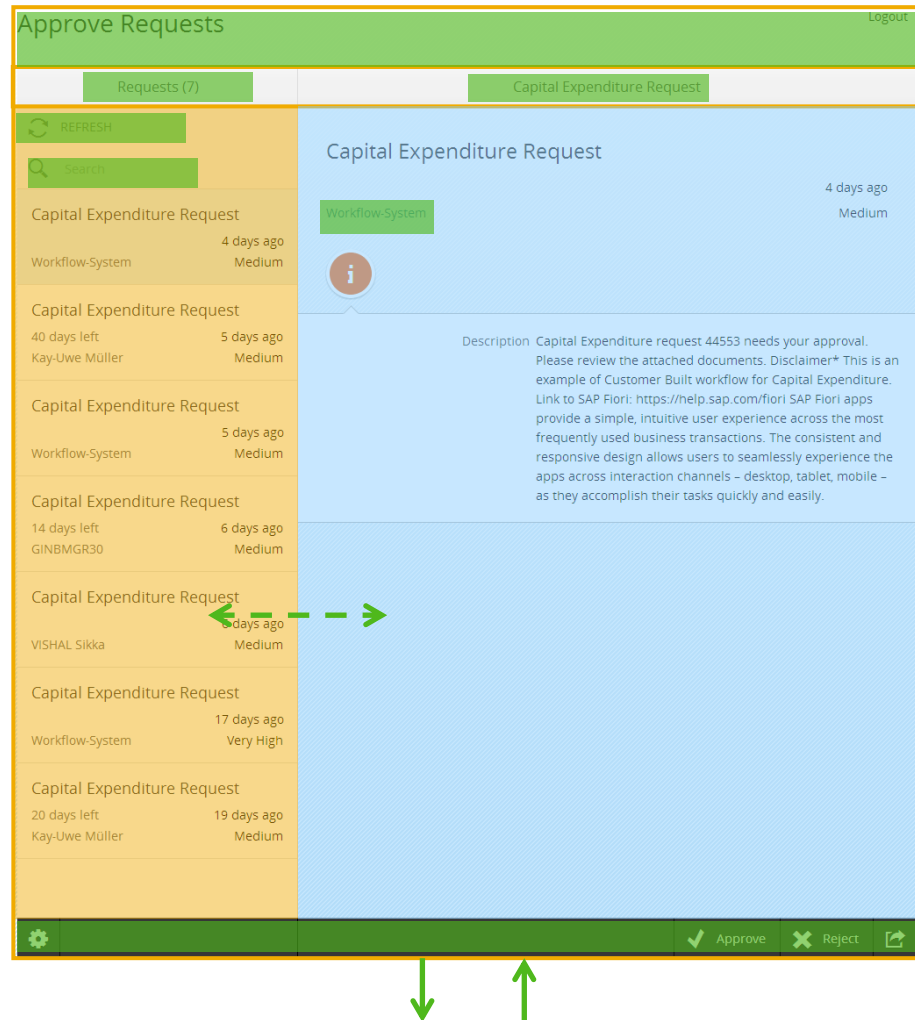 Approve Requests
Logout
Requests (7)
Capital Expenditure Request
REFRESH
Search
Capital Expenditure Request
4 days ago
Workflow-System Medium
Capital Expenditure Request
40 days left 5 days ago
Kay-Uwe Müller Medium
Capital Expenditure Request
5 days ago
Workflow-System Medium
Capital Expenditure Request
14 days left 6 days ago
GINBMGR30 Medium
Capital Expenditure Request
6 days ago
VISHAL Sikka Medium
Capital Expenditure Request
17 days ago
Workflow-System Very High
Capital Expenditure Request
20 days left 19 days ago
Kay-Uwe Müller Medium
Capital Expenditure Request
4 days ago
Workflow-System Medium
i
Description Capital Expenditure request 44553 needs your approval.
Please review the attached documents. Disclaimer* This is an
example of Customer Built workflow for Capital Expenditure.
Link to SAP Fiori: https://help.sap.com/fiori SAP Fiori apps
provide a simple, intuitive user experience across the most
frequently used business transactions. The consistent and
responsive design allows users to seamlessly experience the
apps across interaction channels – desktop, tablet, mobile –
as they accomplish their tasks quickly and easily.
Approve Reject